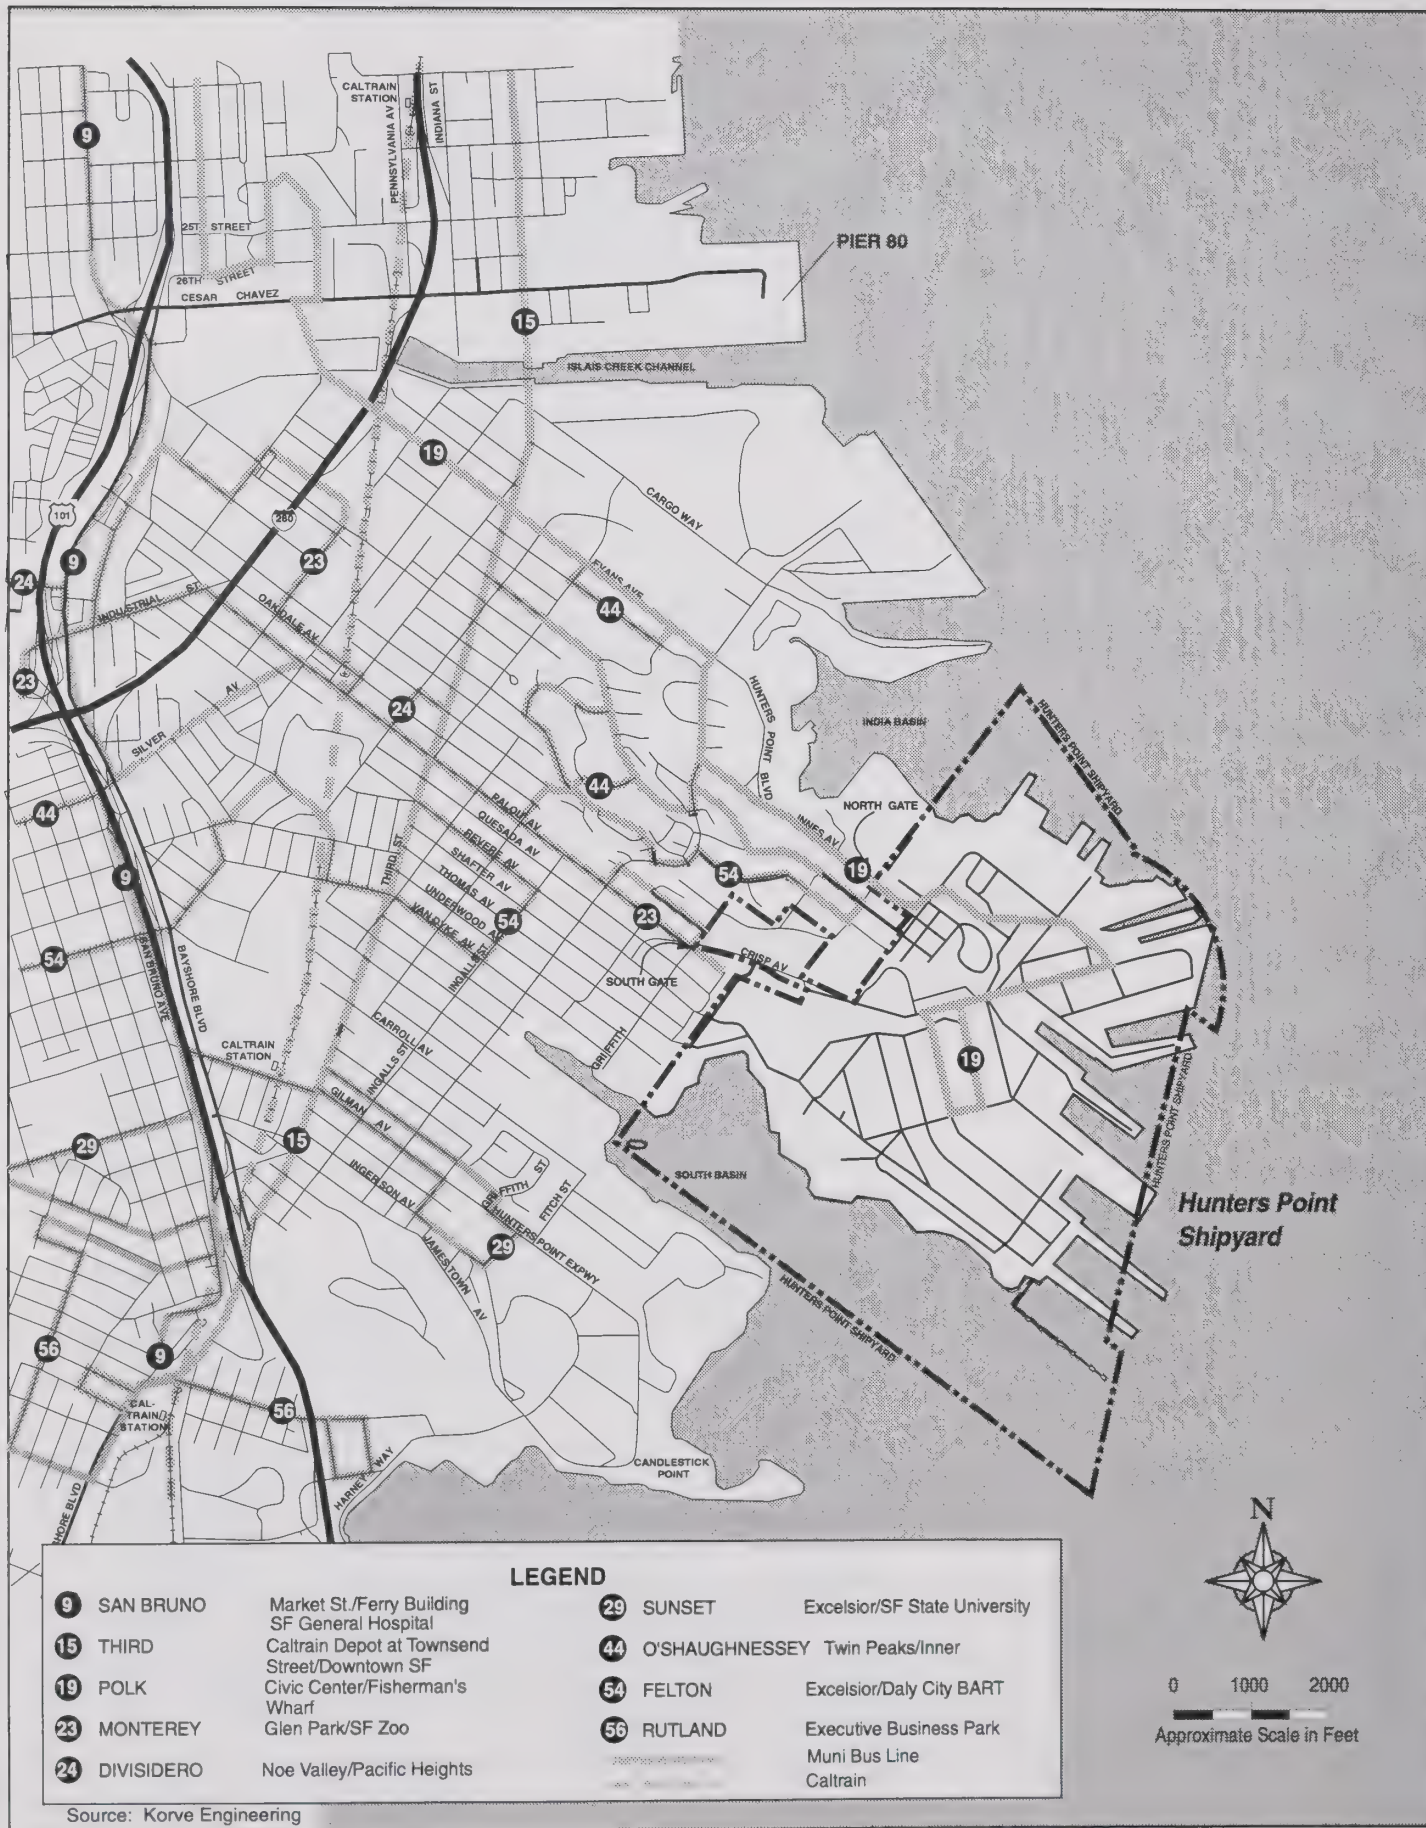 CALTRAIN
STATION
PENNSYLVANIA AV
INDIANA ST
9
25T STREET
PIER 80
26TH STREET
CESAR CHAVEZ
15
ISLAIS CREEK CHANNEL
19
CARGO WAY
101
280
9
23
24
EVANS AVE
44
INDUSTRIAL ST
OAKDALE AV
23
SILVER AV
24
HUNTERS POINT BLVD
INDIA BASIN
HUNTERS POINT SHIPYARD
44
44
PALOU AV
QUESADA AV
REVERE AV
SHAFTER AV
THOMAS AV
UNDERWOOD AV
VAN DYKE AV
THIRD ST
INNES AV
NORTH GATE
19
54
9
54
23
INGALLS ST
CRISP AV
SOUTH GATE
54
SAN BRUNO AVE
BAYSHORE BLVD
CARROLL AV
GRIFFITH
CALTRAIN
STATION
INGALLS ST
GILMAN AV
19
HUNTERS POINT SHIPYARD
29
15
INGERSON AV
GRIFFITH ST
FITCH ST
SOUTH BASIN
Hunters Point
Shipyard
HUNTERS POINT EXPWY
29
JAMESTOWN AV
HUNTERS POINT SHIPYARD
56
9
CAL-
TRAIN
STATION
56
HARNEY WAY
CANDLESTICK
POINT
SHORE BLVD
N
LEGEND
9 SAN BRUNO Market St./Ferry Building
SF General Hospital
15 THIRD Caltrain Depot at Townsend
Street/Downtown SF
19 POLK Civic Center/Fisherman's
Wharf
23 MONTEREY Glen Park/SF Zoo
24 DIVISIDERO Noe Valley/Pacific Heights
29 SUNSET Excelsior/SF State University
44 O'SHAUGHNESSEY Twin Peaks/Inner
54 FELTON Excelsior/Daly City BART
56 RUTLAND Executive Business Park
Muni Bus Line
Caltrain
0 1000 2000
Approximate Scale in Feet
Source: Korve Engineering